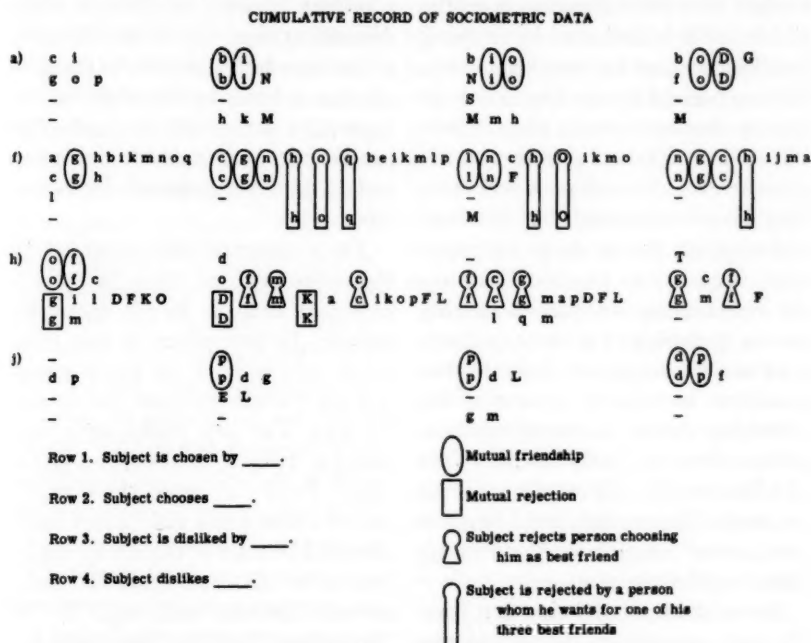 CUMULATIVE RECORD OF SOCIOMETRIC DATA
a) c i b i b i o b o D G
g o p b i N N i o f o D
– – S –
– h k M M m h M
f) a g h b i k m n o q c g n h o q b e i k m l p l n c h O i k m o n g c h i j m a
c g h c g n l n F n g c
l – – –
– h o q M h O h
h) o f d – T
o f c o f m c f c g g c f
g i l D F K O D f m K a c i k o p F L f c g m a p D F L g m f F
g m D K l q m –
j) – p p d p
d p p d g p d L d p f
– E L – –
– – g m –
Row 1. Subject is chosen by ____.
Mutual friendship
Row 2. Subject chooses ____.
Mutual rejection
Row 3. Subject is disliked by ____.
Subject rejects person choosing
him as best friend
Row 4. Subject dislikes ____.
Subject is rejected by a person
whom he wants for one of his
three best friends